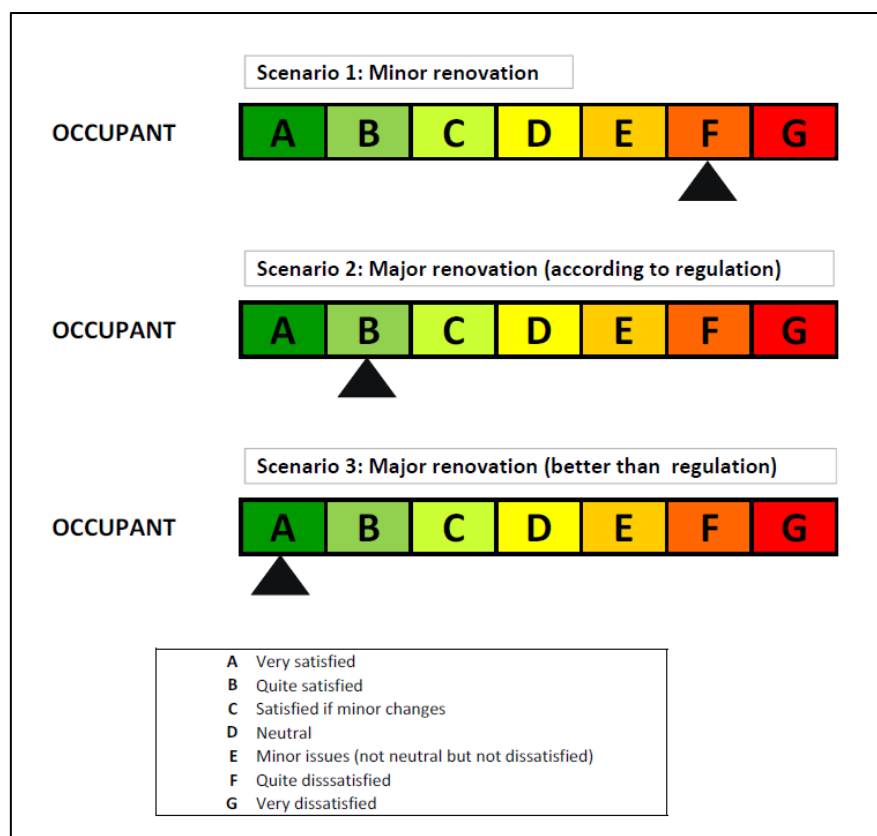 Scenario 1: Minor renovation
OCCUPANT A B C D E F G
Scenario 2: Major renovation (according to regulation)
OCCUPANT A B C D E F G
Scenario 3: Major renovation (better than regulation)
OCCUPANT A B C D E F G
A Very satisfied
B Quite satisfied
C Satisfied if minor changes
D Neutral
E Minor issues (not neutral but not dissatisfied)
F Quite disssatisfied
G Very dissatisfied